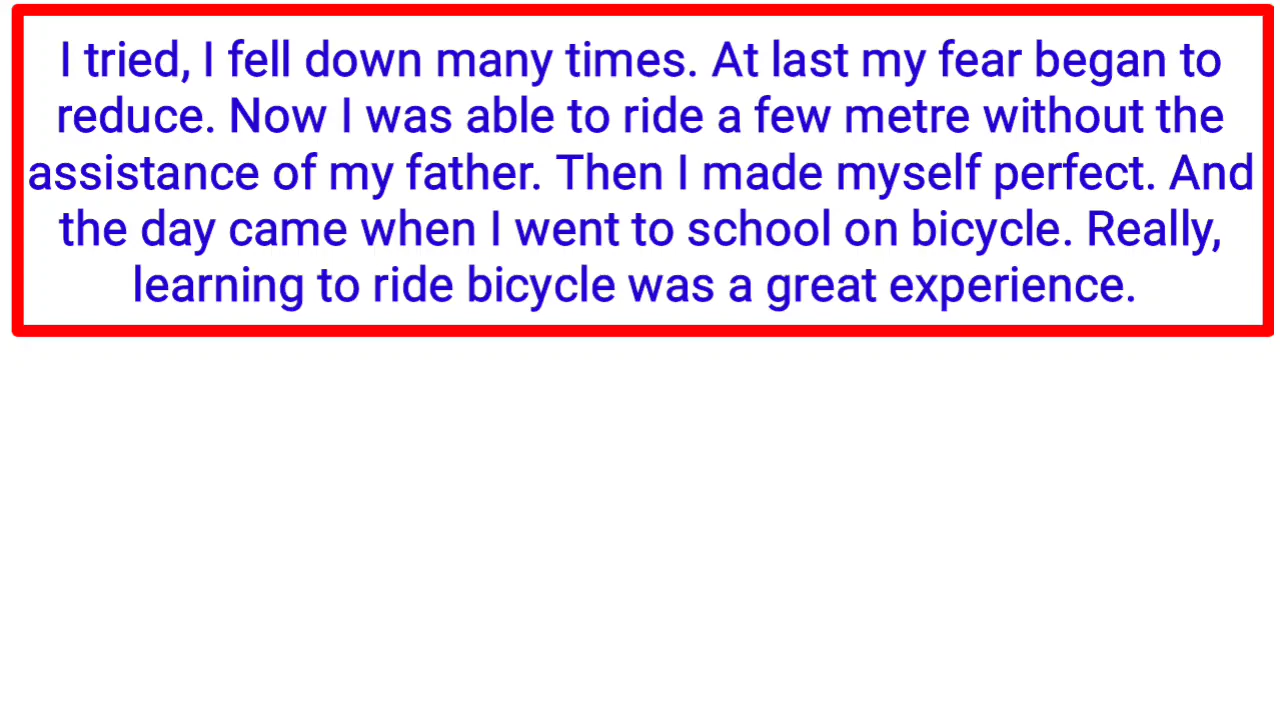 I tried, I fell down many times. At last my fear began to
reduce. Now I was able to ride a few metre without the
assistance of my father. Then I made myself perfect. And
the day came when I went to school on bicycle. Really,
learning to ride bicycle was a great experience.